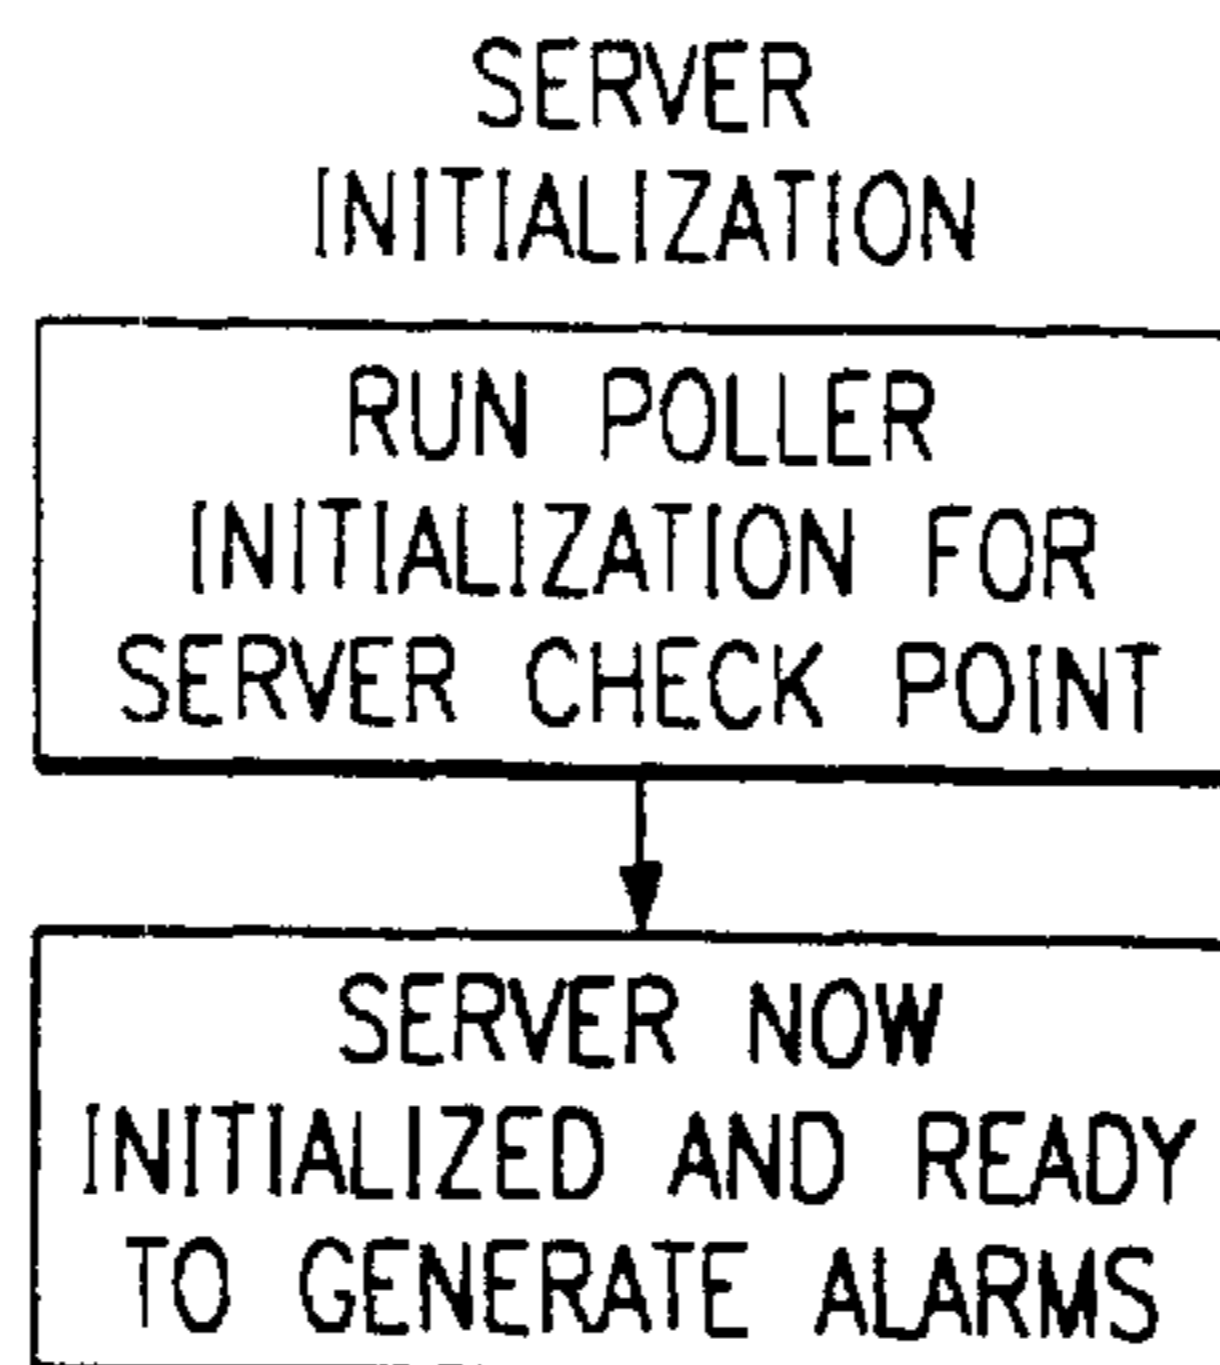 SERVER
INITIALIZATION
RUN POLLER
INITIALIZATION FOR
SERVER CHECK POINT
SERVER NOW
INITIALIZED AND READY
TO GENERATE ALARMS